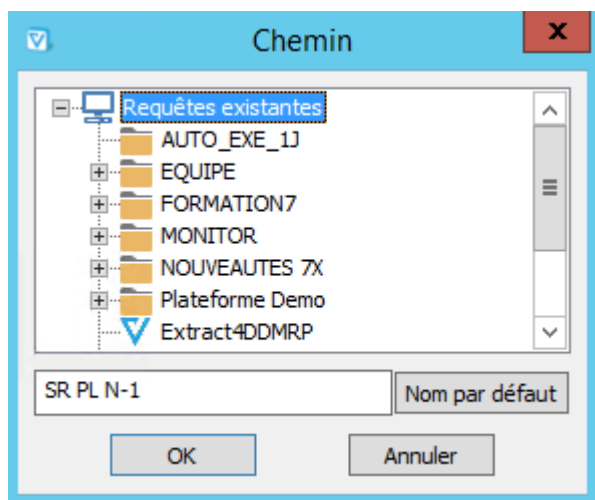 Chemin
x
Requêtes existantes
AUTO_EXE_1J
EQUIPE
FORMATION7
MONITOR
NOUVEAUTES 7X
Plateforme Demo
Extract4DDMRP
SR PL N-1
Nom par défaut
OK
Annuler